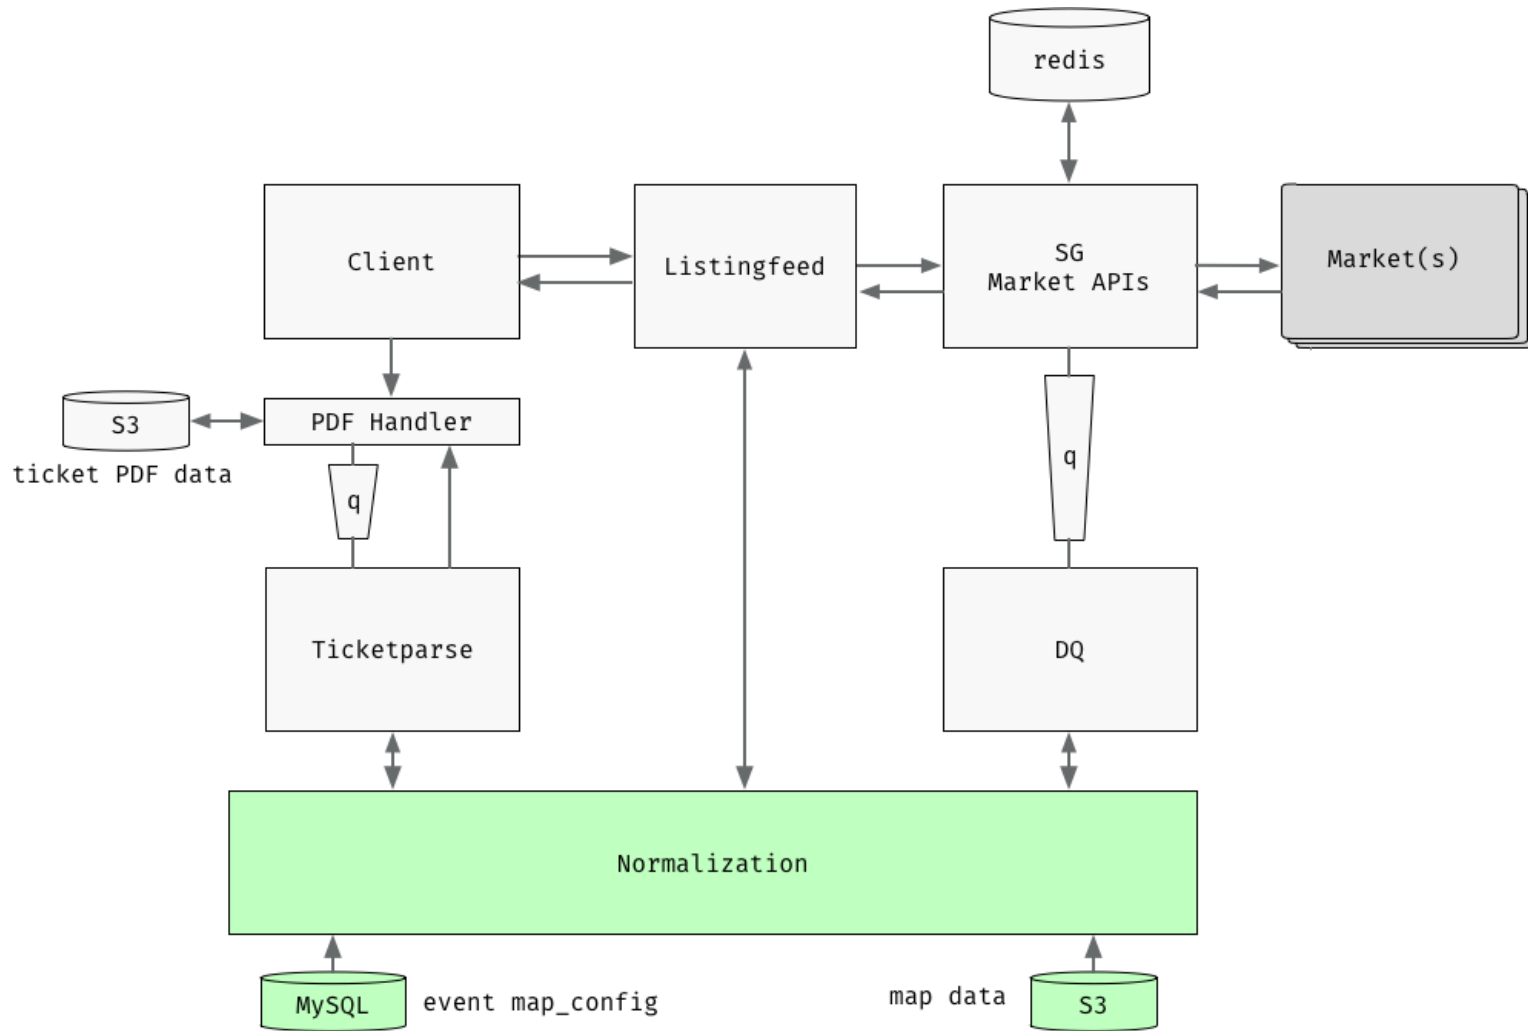 redis
Client
Listingfeed
SG
Market APIs
Market(s)
PDF Handler
S3
ticket PDF data
q
q
Ticketparse
DQ
Normalization
MySQL
event map_config
map data
S3